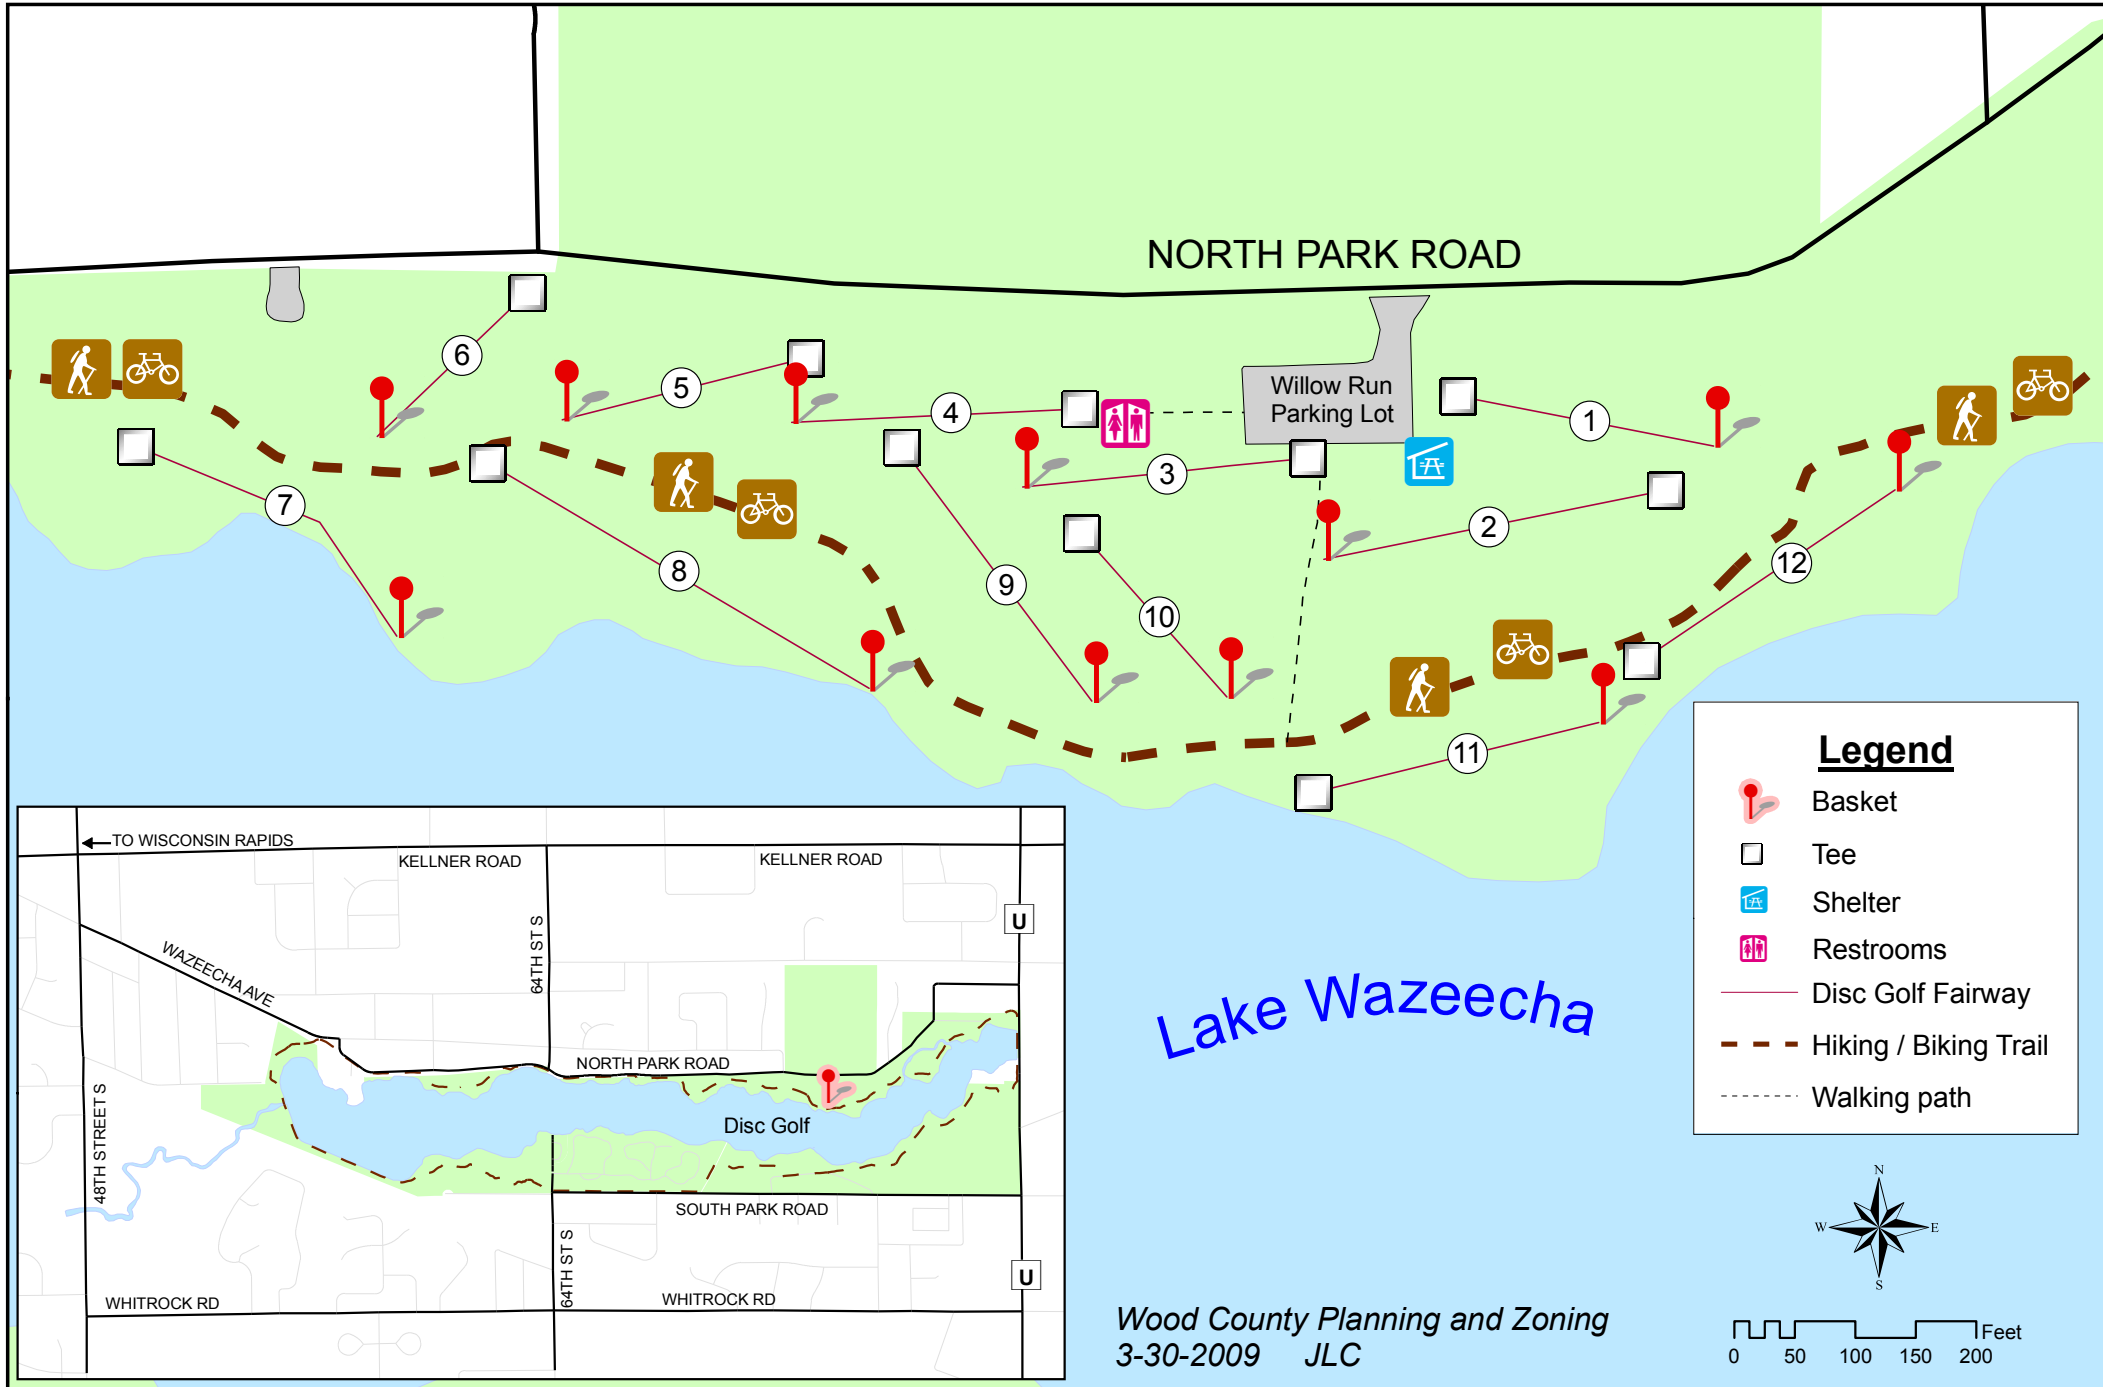 NORTH PARK ROAD
6
5
4
Willow Run
Parking Lot
1
3
7
2
8
9
12
10
11
Legend
Basket
Tee
Shelter
Restrooms
Disc Golf Fairway
Hiking / Biking Trail
Walking path
Lake Wazeecha
TO WISCONSIN RAPIDS
KELLNER ROAD
KELLNER ROAD
U
WAZEECHA AVE
64TH ST S
NORTH PARK ROAD
Disc Golf
48TH STREET S
SOUTH PARK ROAD
64TH ST S
U
WHITROCK RD
WHITROCK RD
N
W
E
S
Wood County Planning and Zoning
3-30-2009 JLC
Feet
0 50 100 150 200